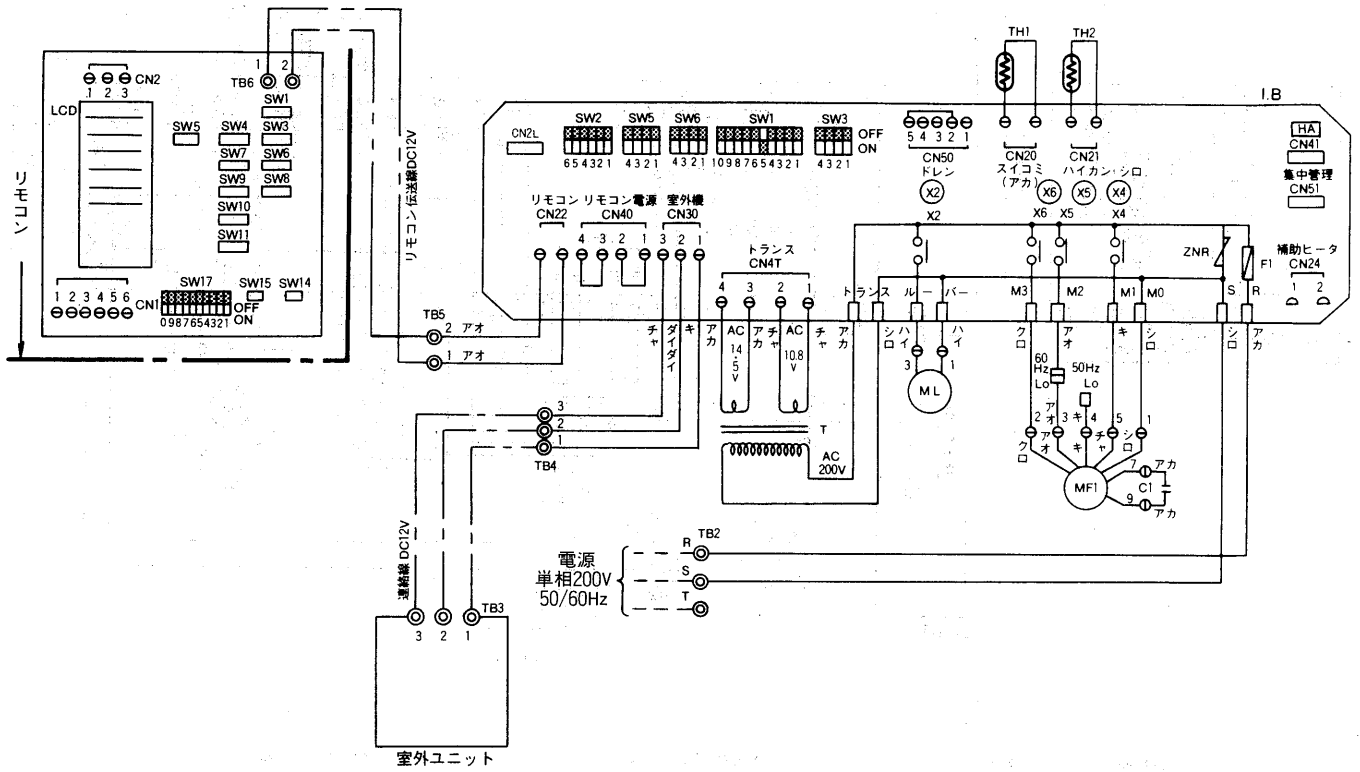 リモコン
1 2 3 CN2
LCD
1 2
TB6
SW1
SW5 SW4 SW3
SW7 SW6
SW9 SW8
SW10
SW11
1 2 3 4 5 6 CN1
SW17
OFF
ON
0987654321
SW15 SW14
リモコン伝送線DC12V
TB5
2 アオ
1 アオ
3
2
1
TB4
連絡線 DC12V
TB3
3 2 1
室外ユニット
I.B
CN2L
SW2
654321
SW5
4321
SW6
4321
SW1
10987654321
SW3
4321
OFF
ON
5 4 3 2 1
CN50
ドレン
X2
X2
TH1
TH2
CN20
スイコミ
(アカ)
CN21
ハイカン・シロ
X6 X5 X4
X6 X5 X4
HA
CN41
集中管理
CN51
補助ヒータ
CN24
1 2
ZNR
F1
リモコン
CN22
リモコン電源
CN40
4 3 2 1
室外機
CN30
3 2 1
トランス
CN4T
4 3 2 1
トランス
ルーバー
M3 M2 M1 M0
S R
チャ
ダイダイ
キ
アカ
AC
14.5V
アカ
チャ
AC
10.8V
チャ
アカ
シロ
ハイ
ハイ
クロ
アオ
キ
シロ
シロ
アカ
3 1
ML
T
AC
200V
60
Hz
Lo
50Hz
Lo
2 アオ 3 キ 4 5 1
クロ
アオ
キ
チャ
シロ
MF1
7 アカ
C1
9 アカ
電源
単相200V
50/60Hz
R
S
T
TB2